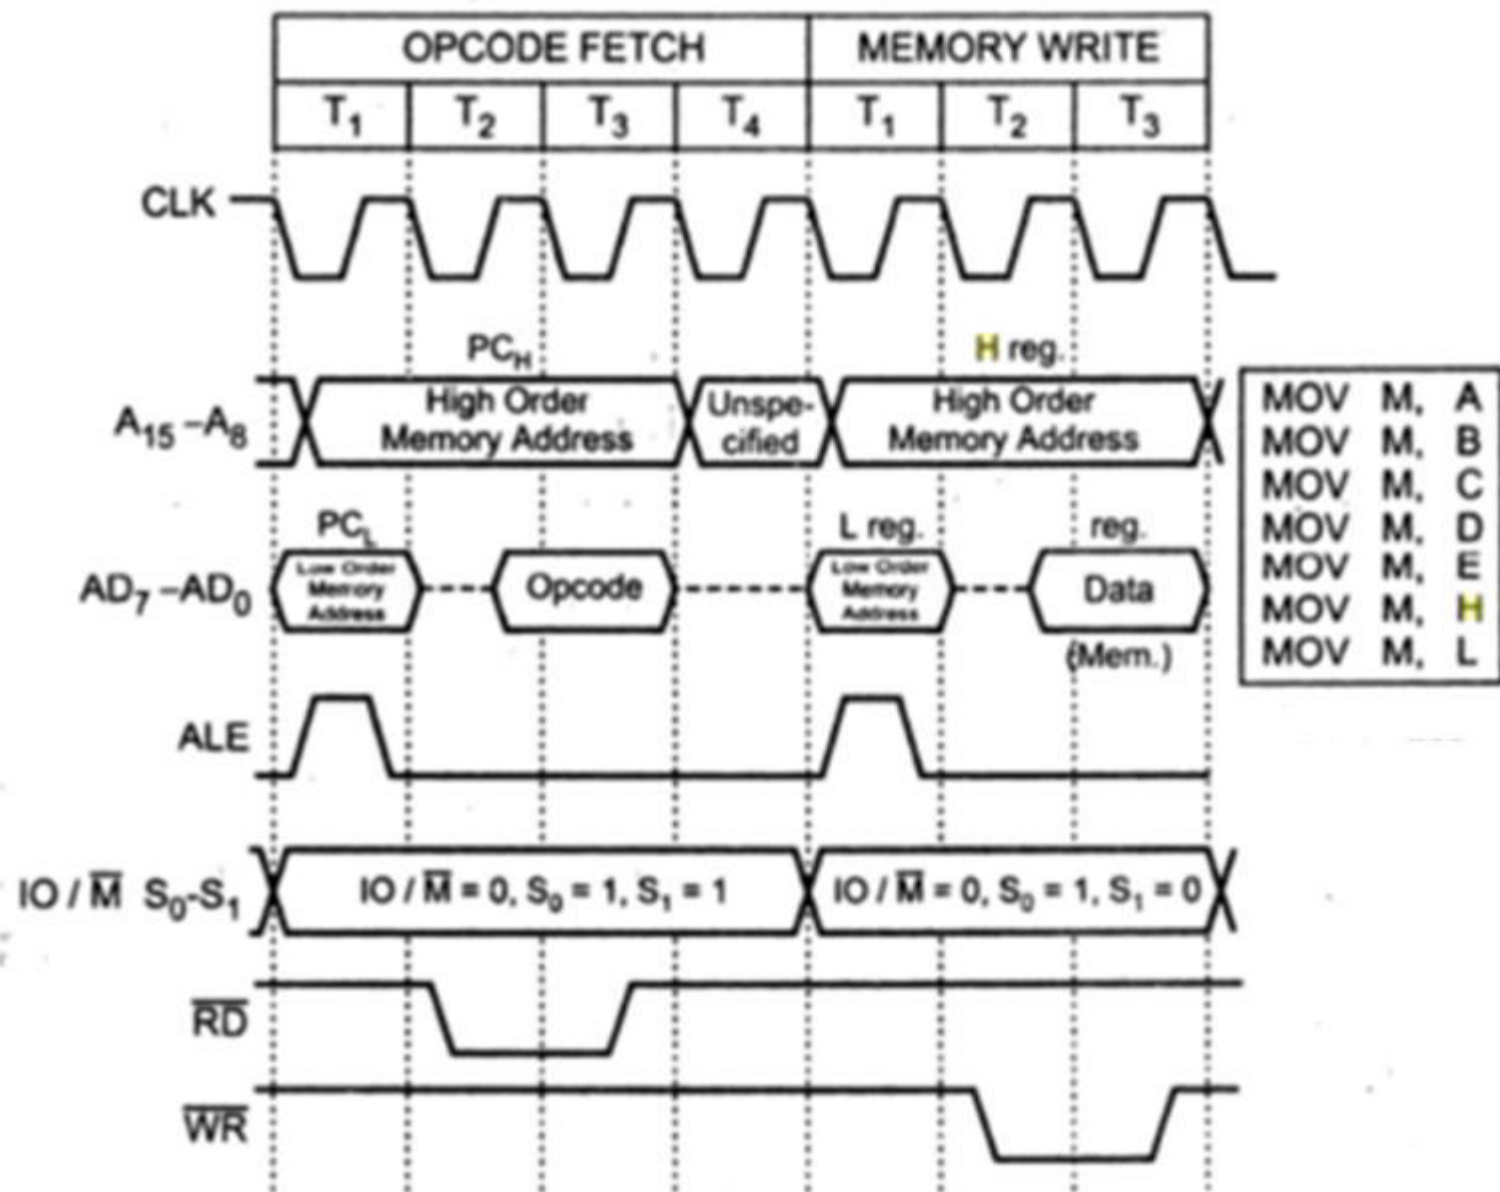 OPCODE FETCH MEMORY WRITE
T1 T2 T3 T4 T1 T2 T3
CLK
PCH H reg.
A15 –A8 High Order Memory Address Unspe-cified High Order Memory Address
MOV M, A
MOV M, B
MOV M, C
MOV M, D
MOV M, E
MOV M, H
MOV M, L
PCL L reg. reg.
AD7 –AD0 Low Order Memory Address Opcode Low Order Memory Address Data
(Mem.)
ALE
IO / M̅ S0-S1 IO / M̅ = 0, S0 = 1, S1 = 1 IO / M̅ = 0, S0 = 1, S1 = 0
R̅D̅
W̅R̅